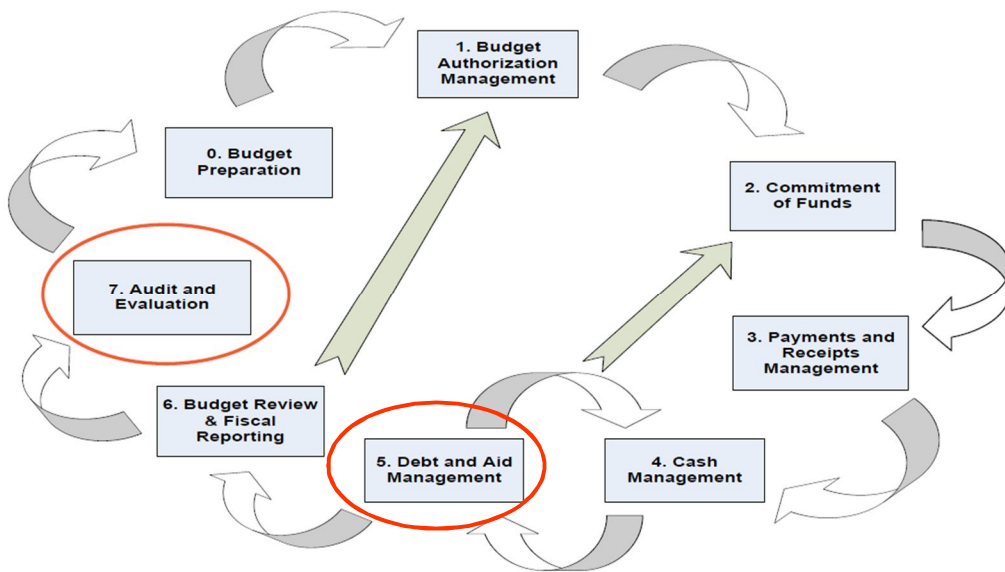 1. Budget
Authorization
Management
0. Budget
Preparation
2. Commitment
of Funds
7. Audit and
Evaluation
3. Payments and
Receipts
Management
6. Budget Review
& Fiscal
Reporting
5. Debt and Aid
Management
4. Cash
Management